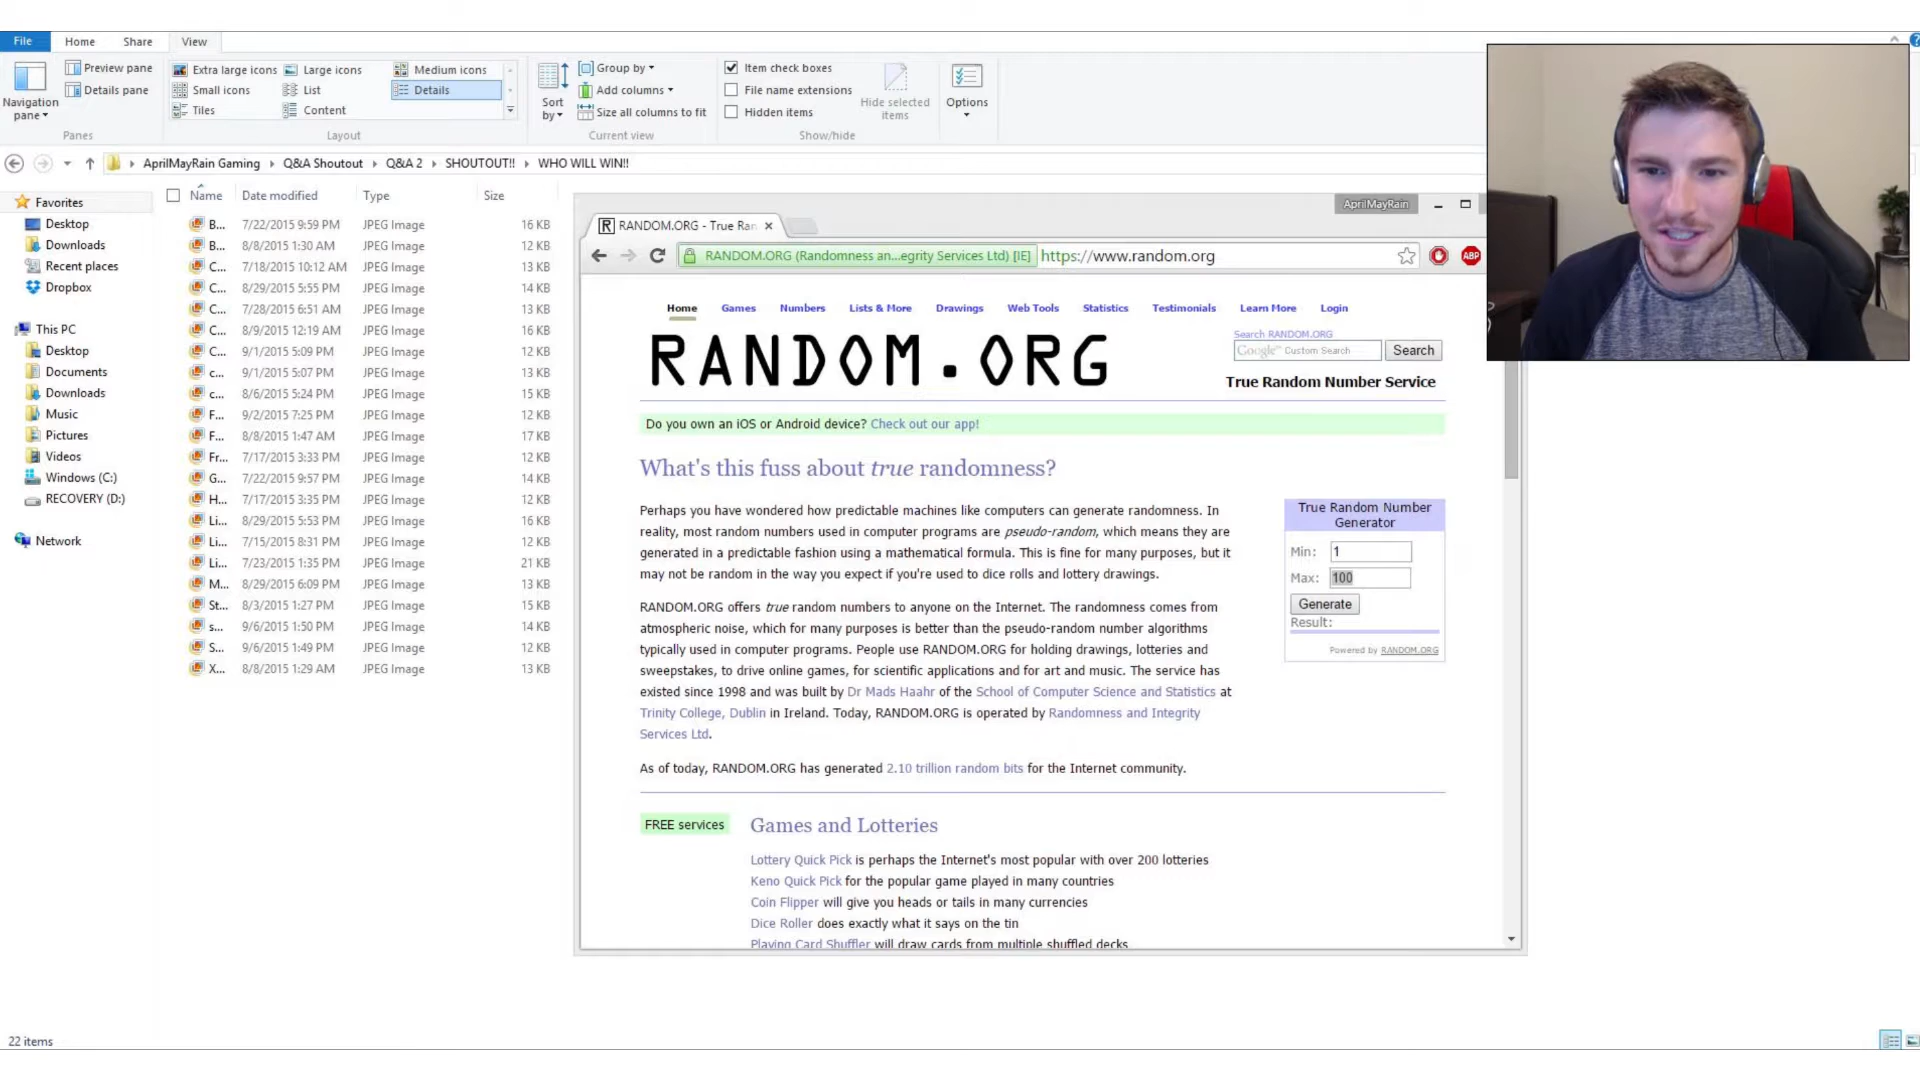 File Home Share View
Navigation pane
Preview pane
Details pane
Panes
Extra large icons Large icons Medium icons
Small icons List Details
Tiles Content
Layout
Sort by
Group by
Add columns
Size all columns to fit
Current view
Item check boxes
File name extensions
Hidden items
Hide selected items
Show/hide
Options
AprilMayRain Gaming Q&A Shoutout Q&A 2 SHOUTOUT!! WHO WILL WIN!!
Favorites
Desktop
Downloads
Recent places
Dropbox
This PC
Desktop
Documents
Downloads
Music
Pictures
Videos
Windows (C:)
RECOVERY (D:)
Network
Name Date modified Type Size
B... 7/22/2015 9:59 PM JPEG Image 16 KB
B... 8/8/2015 1:30 AM JPEG Image 12 KB
C... 7/18/2015 10:12 AM JPEG Image 13 KB
C... 8/29/2015 5:55 PM JPEG Image 14 KB
C... 7/28/2015 6:51 AM JPEG Image 13 KB
C... 8/9/2015 12:19 AM JPEG Image 16 KB
C... 9/1/2015 5:09 PM JPEG Image 12 KB
c... 9/1/2015 5:07 PM JPEG Image 13 KB
c... 8/6/2015 5:24 PM JPEG Image 15 KB
F... 9/2/2015 7:25 PM JPEG Image 12 KB
F... 8/8/2015 1:47 AM JPEG Image 17 KB
Fr... 7/17/2015 3:33 PM JPEG Image 12 KB
G... 7/22/2015 9:57 PM JPEG Image 14 KB
H... 7/17/2015 3:35 PM JPEG Image 12 KB
Li... 8/29/2015 5:53 PM JPEG Image 16 KB
Li... 7/15/2015 8:31 PM JPEG Image 12 KB
Li... 7/23/2015 1:35 PM JPEG Image 21 KB
M... 8/29/2015 6:09 PM JPEG Image 13 KB
St... 8/3/2015 1:27 PM JPEG Image 15 KB
s... 9/6/2015 1:50 PM JPEG Image 14 KB
S... 9/6/2015 1:49 PM JPEG Image 12 KB
X... 8/8/2015 1:29 AM JPEG Image 13 KB
AprilMayRain
RANDOM.ORG - True Ran
RANDOM.ORG (Randomness an...egrity Services Ltd) [IE] https://www.random.org
ABP
Home Games Numbers Lists & More Drawings Web Tools Statistics Testimonials Learn More Login
RANDOM.ORG
Search RANDOM.ORG
Google™ Custom Search Search
True Random Number Service
Do you own an iOS or Android device? Check out our app!
What's this fuss about true randomness?
Perhaps you have wondered how predictable machines like computers can generate randomness. In
reality, most random numbers used in computer programs are pseudo-random, which means they are
generated in a predictable fashion using a mathematical formula. This is fine for many purposes, but it
may not be random in the way you expect if you're used to dice rolls and lottery drawings.
RANDOM.ORG offers true random numbers to anyone on the Internet. The randomness comes from
atmospheric noise, which for many purposes is better than the pseudo-random number algorithms
typically used in computer programs. People use RANDOM.ORG for holding drawings, lotteries and
sweepstakes, to drive online games, for scientific applications and for art and music. The service has
existed since 1998 and was built by Dr Mads Haahr of the School of Computer Science and Statistics at
Trinity College, Dublin in Ireland. Today, RANDOM.ORG is operated by Randomness and Integrity
Services Ltd.
As of today, RANDOM.ORG has generated 2.10 trillion random bits for the Internet community.
True Random Number
Generator
Min: 1
Max: 100
Generate
Result:
Powered by RANDOM.ORG
FREE services
Games and Lotteries
Lottery Quick Pick is perhaps the Internet's most popular with over 200 lotteries
Keno Quick Pick for the popular game played in many countries
Coin Flipper will give you heads or tails in many currencies
Dice Roller does exactly what it says on the tin
Playing Card Shuffler will draw cards from multiple shuffled decks
22 items